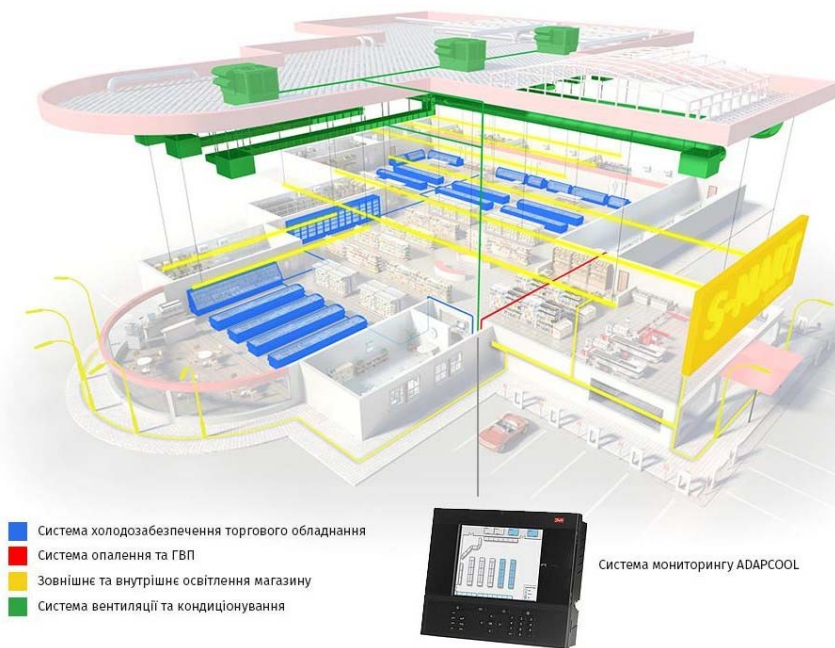 S-MART
Система холодозабезпечення торгового обладнання
Система опалення та ГВП
Зовнішнє та внутрішнє освітлення магазину
Система вентиляції та кондиціонування
Система мониторингу ADAPCOOL